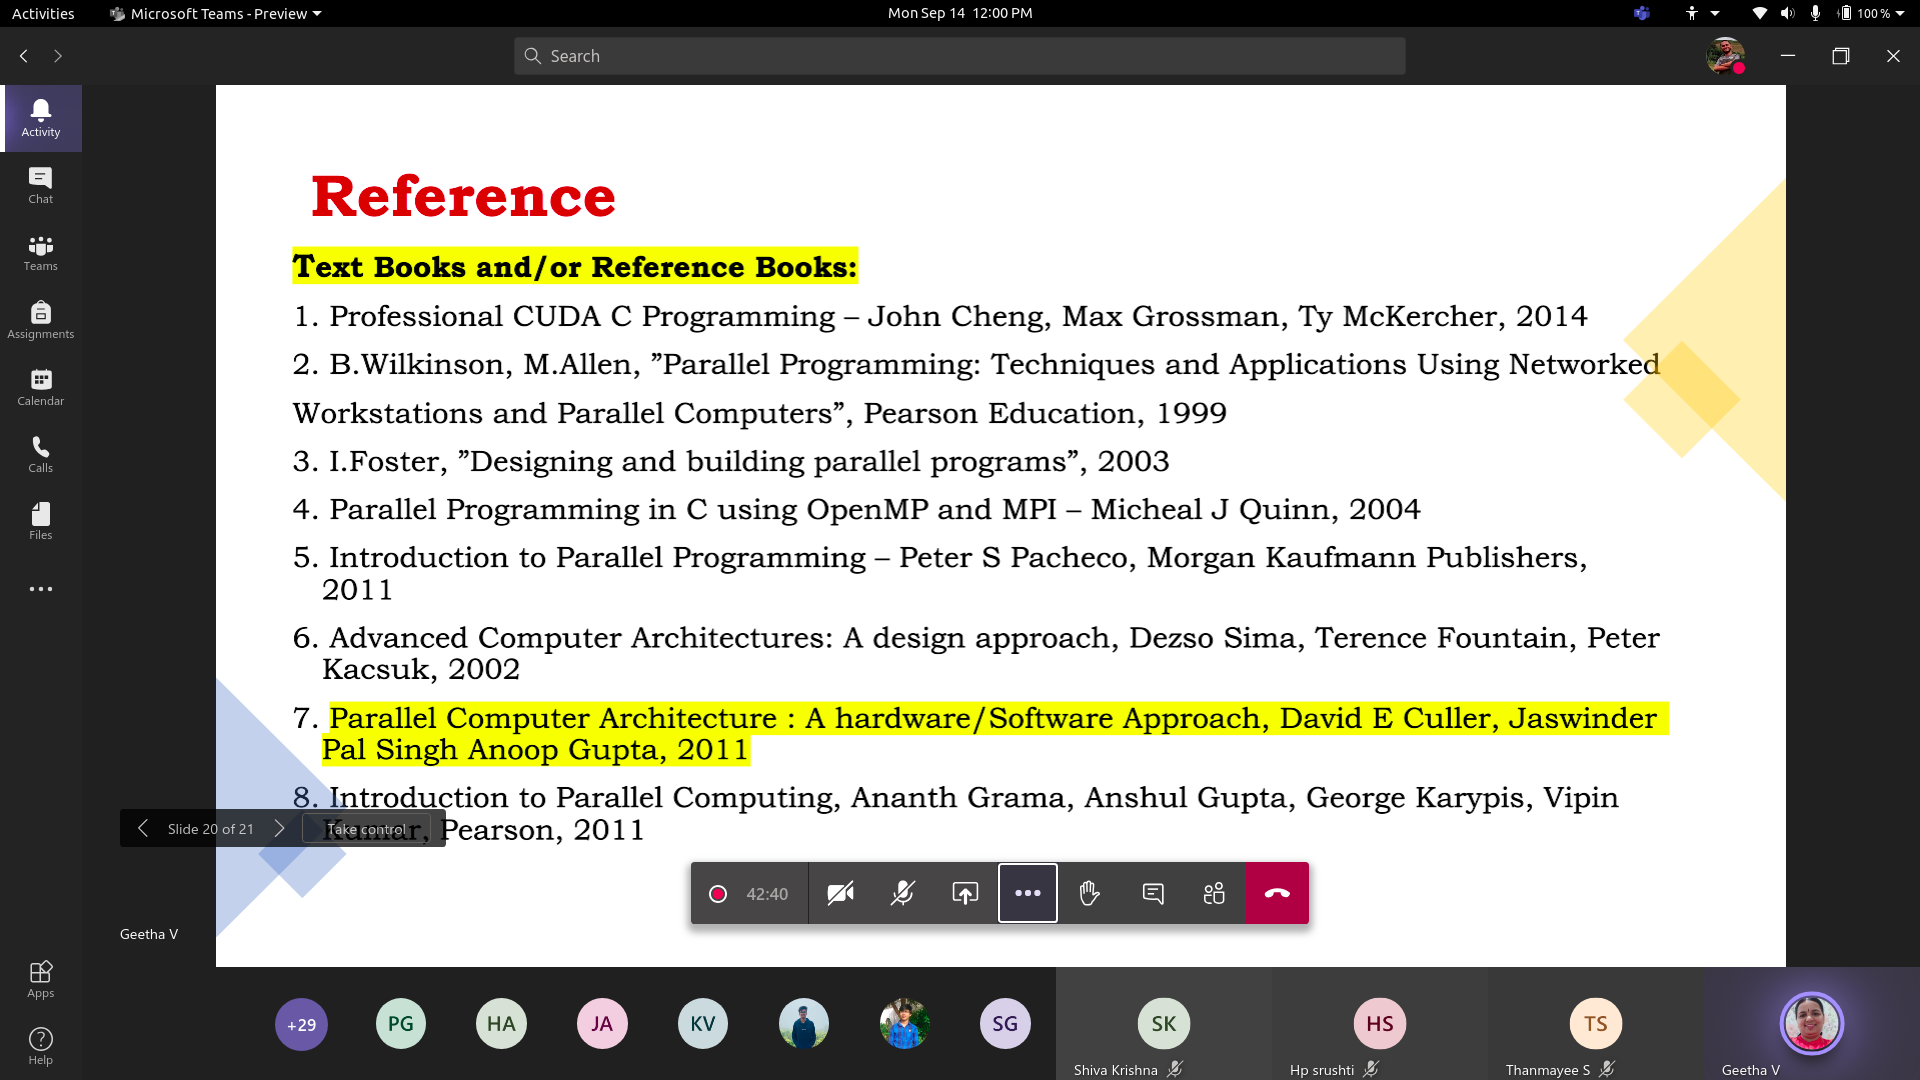 Activities
Microsoft Teams - Preview
Mon Sep 14 12:00 PM
100 %
Search
Activity
Chat
Teams
Assignments
Calendar
Calls
Files
Apps
Help
Reference
Text Books and/or Reference Books:
1. Professional CUDA C Programming – John Cheng, Max Grossman, Ty McKercher, 2014
2. B.Wilkinson, M.Allen, ”Parallel Programming: Techniques and Applications Using Networked
Workstations and Parallel Computers”, Pearson Education, 1999
3. I.Foster, ”Designing and building parallel programs”, 2003
4. Parallel Programming in C using OpenMP and MPI – Micheal J Quinn, 2004
5. Introduction to Parallel Programming – Peter S Pacheco, Morgan Kaufmann Publishers,
2011
6. Advanced Computer Architectures: A design approach, Dezso Sima, Terence Fountain, Peter
Kacsuk, 2002
7. Parallel Computer Architecture : A hardware/Software Approach, David E Culler, Jaswinder
Pal Singh Anoop Gupta, 2011
8. Introduction to Parallel Computing, Ananth Grama, Anshul Gupta, George Karypis, Vipin
Kumar, Pearson, 2011
Slide 20 of 21
Take control
42:40
Geetha V
+29
PG
HA
JA
KV
SG
SK
HS
TS
Shiva Krishna
Hp srushti
Thanmayee S
Geetha V